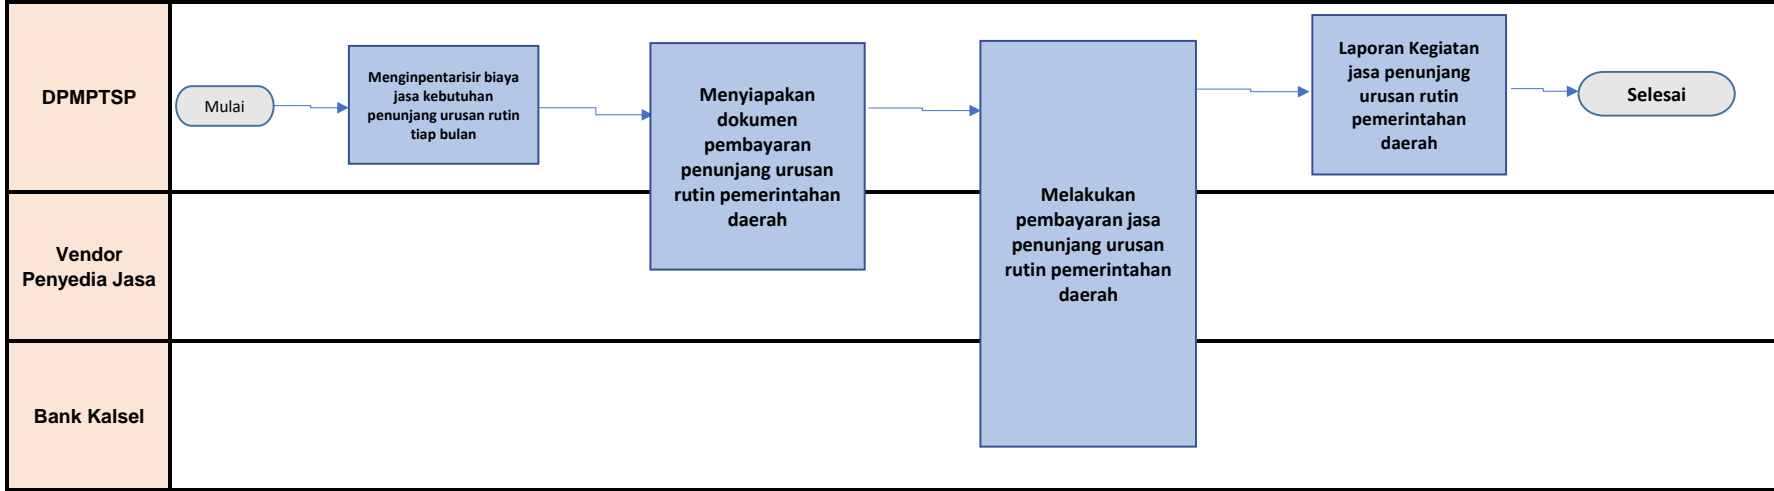 DPMPTSP
Mulai
Menginpentarisir biaya
jasa kebutuhan
penunjang urusan rutin
tiap bulan
Menyiapakan
dokumen
pembayaran
penunjang urusan
rutin pemerintahan
daerah
Melakukan
pembayaran jasa
penunjang urusan
rutin pemerintahan
daerah
Laporan Kegiatan
jasa penunjang
urusan rutin
pemerintahan
daerah
Selesai
Vendor
Penyedia Jasa
Bank Kalsel